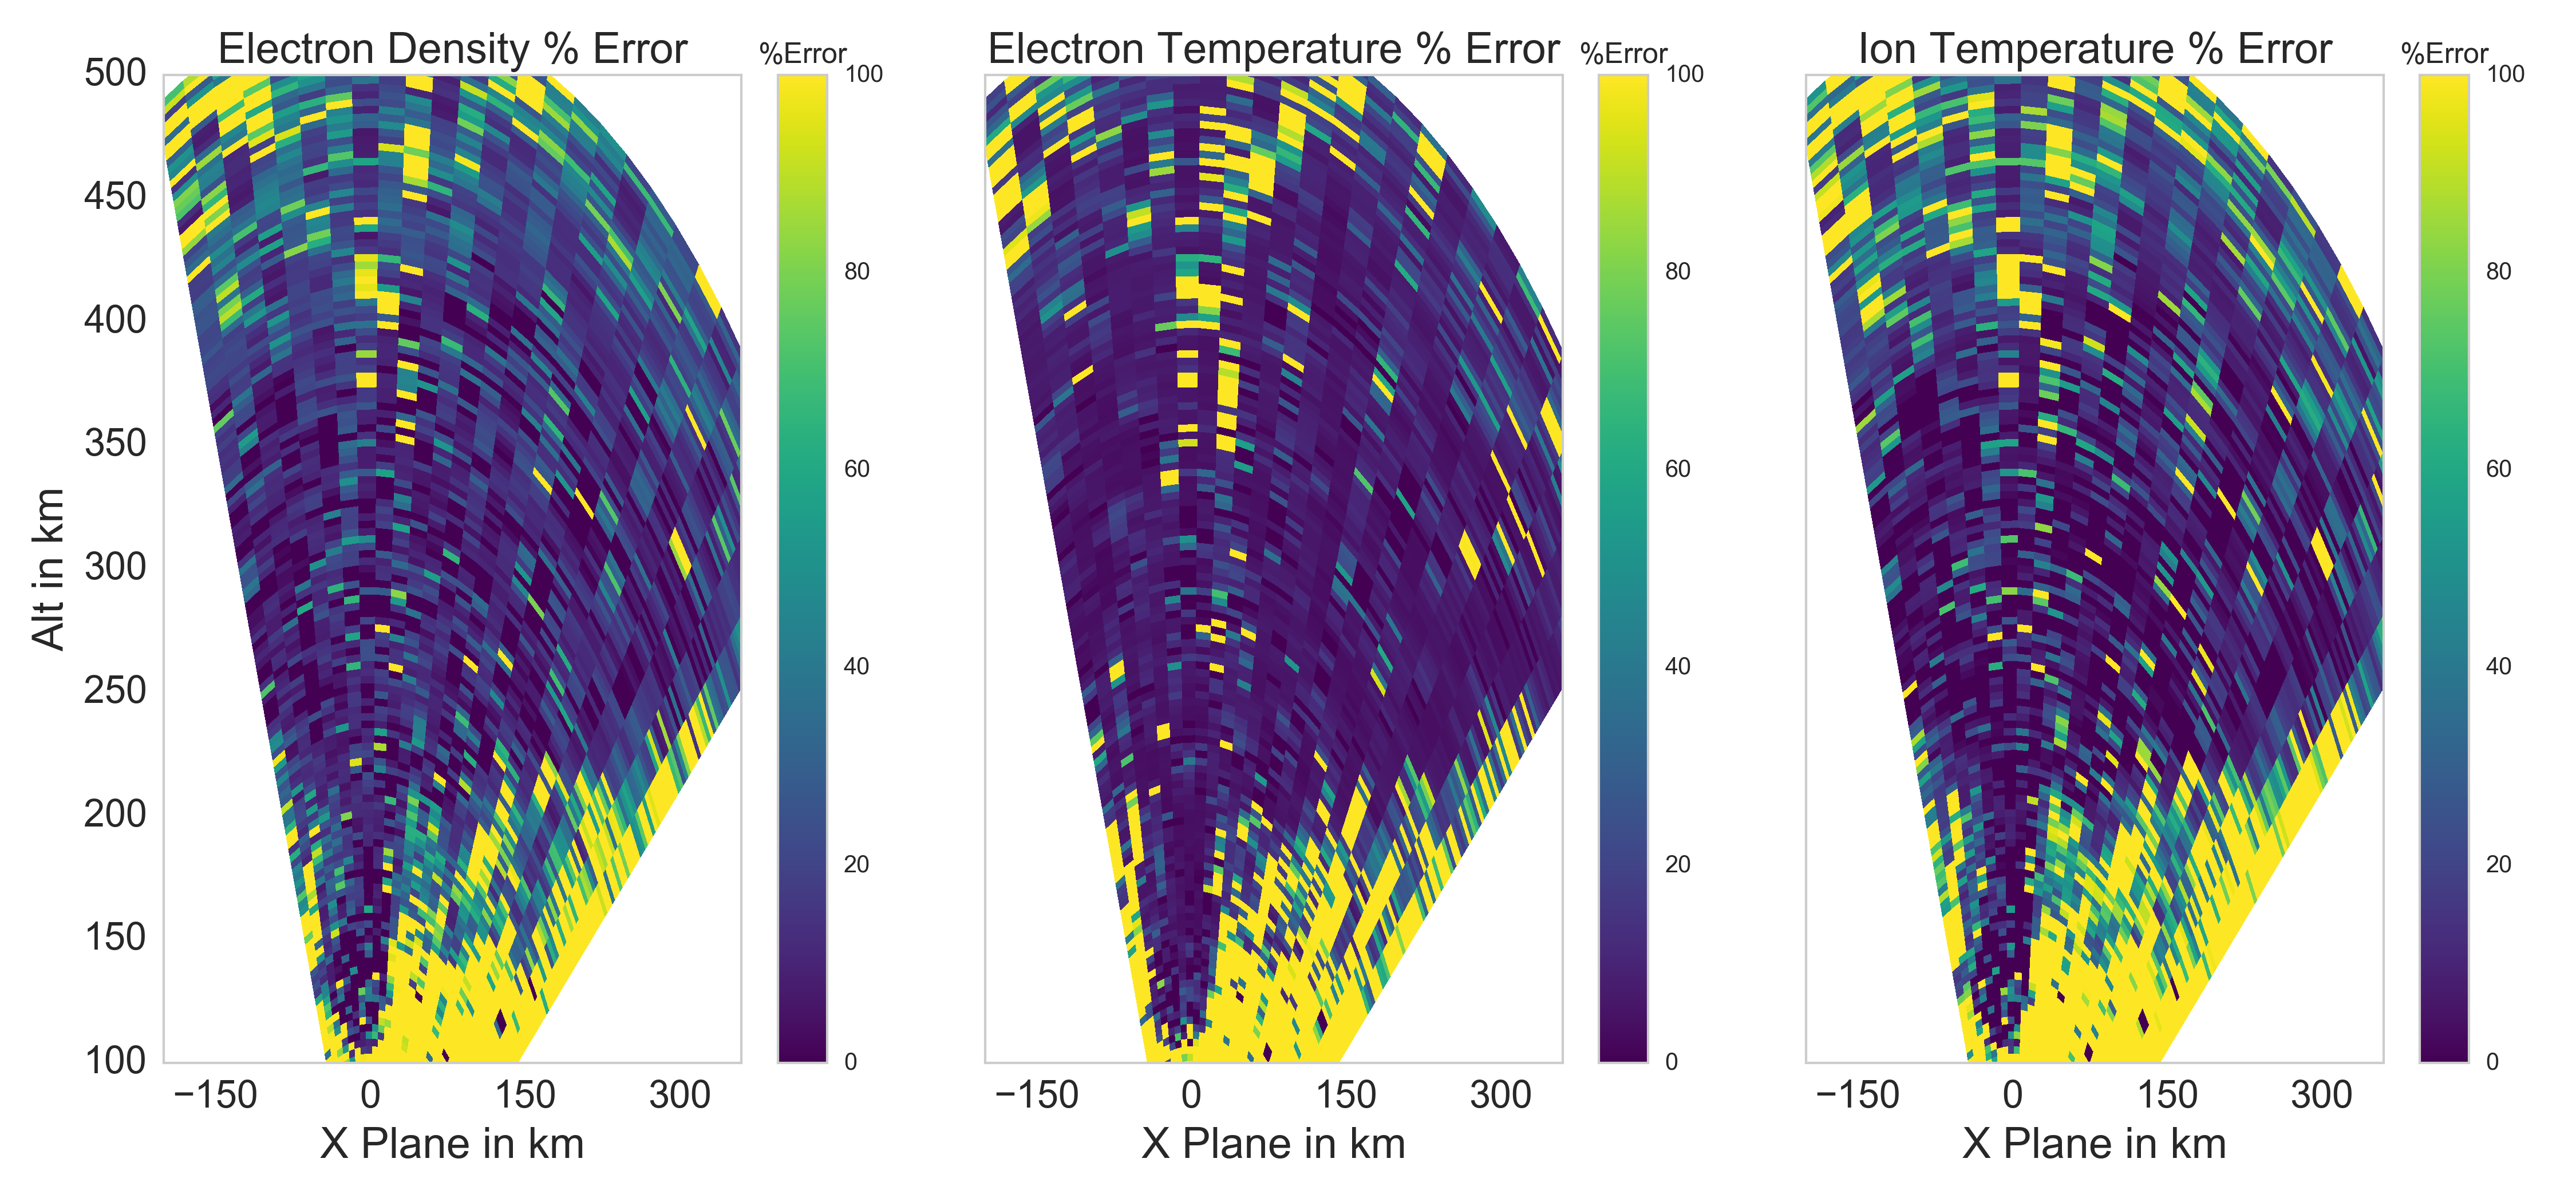 Electron Density % Error
%Error
Electron Temperature % Error
%Error
Ion Temperature % Error
%Error
500
450
400
350
300
250
200
150
100
Alt in km
100
80
60
40
20
0
100
80
60
40
20
0
100
80
60
40
20
0
−150 0 150 300
−150 0 150 300
−150 0 150 300
X Plane in km
X Plane in km
X Plane in km